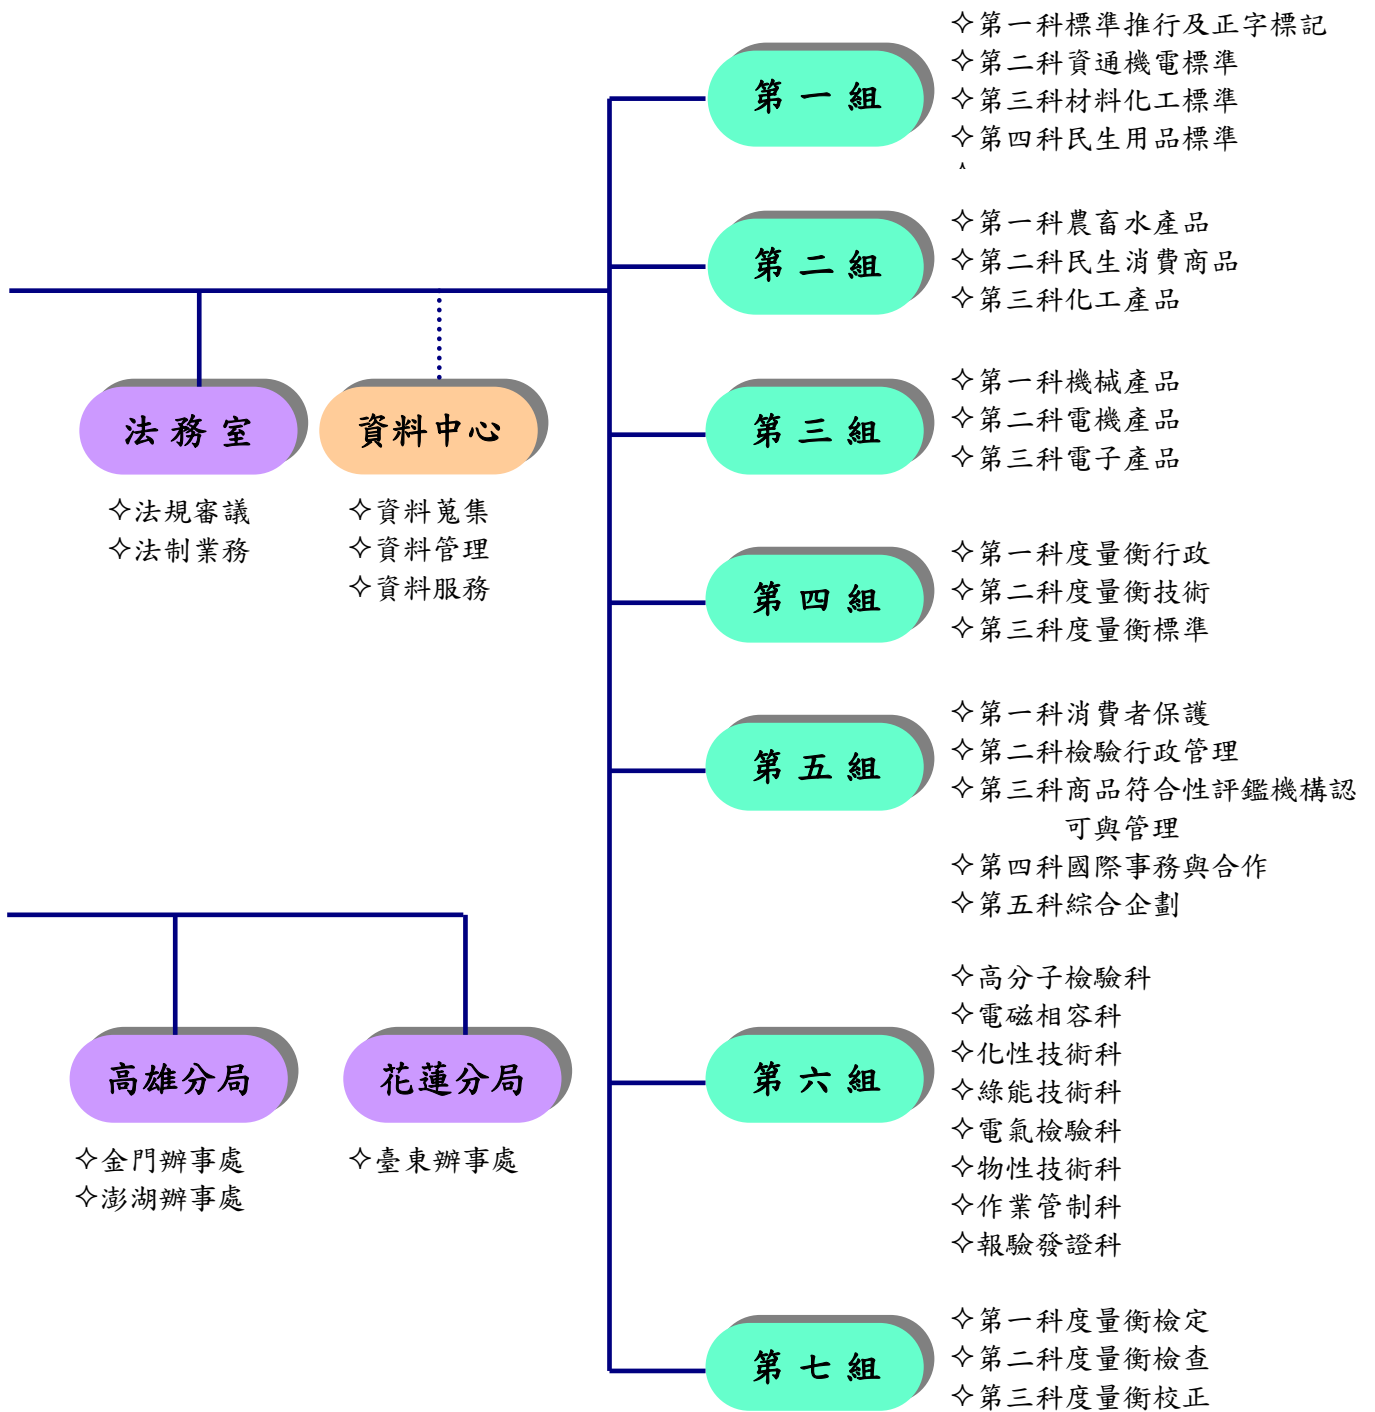 第一組
✧第一科標準推行及正字標記
✧第二科資通機電標準
✧第三科材料化工標準
✧第四科民生用品標準
第二組
✧第一科農畜水產品
✧第二科民生消費商品
✧第三科化工產品
法務室
✧法規審議
✧法制業務
資料中心
✧資料蒐集
✧資料管理
✧資料服務
第三組
✧第一科機械產品
✧第二科電機產品
✧第三科電子產品
第四組
✧第一科度量衡行政
✧第二科度量衡技術
✧第三科度量衡標準
第五組
✧第一科消費者保護
✧第二科檢驗行政管理
✧第三科商品符合性評鑑機構認
可與管理
✧第四科國際事務與合作
✧第五科綜合企劃
高雄分局
✧金門辦事處
✧澎湖辦事處
花蓮分局
✧臺東辦事處
第六組
✧高分子檢驗科
✧電磁相容科
✧化性技術科
✧綠能技術科
✧電氣檢驗科
✧物性技術科
✧作業管制科
✧報驗發證科
第七組
✧第一科度量衡檢定
✧第二科度量衡檢查
✧第三科度量衡校正